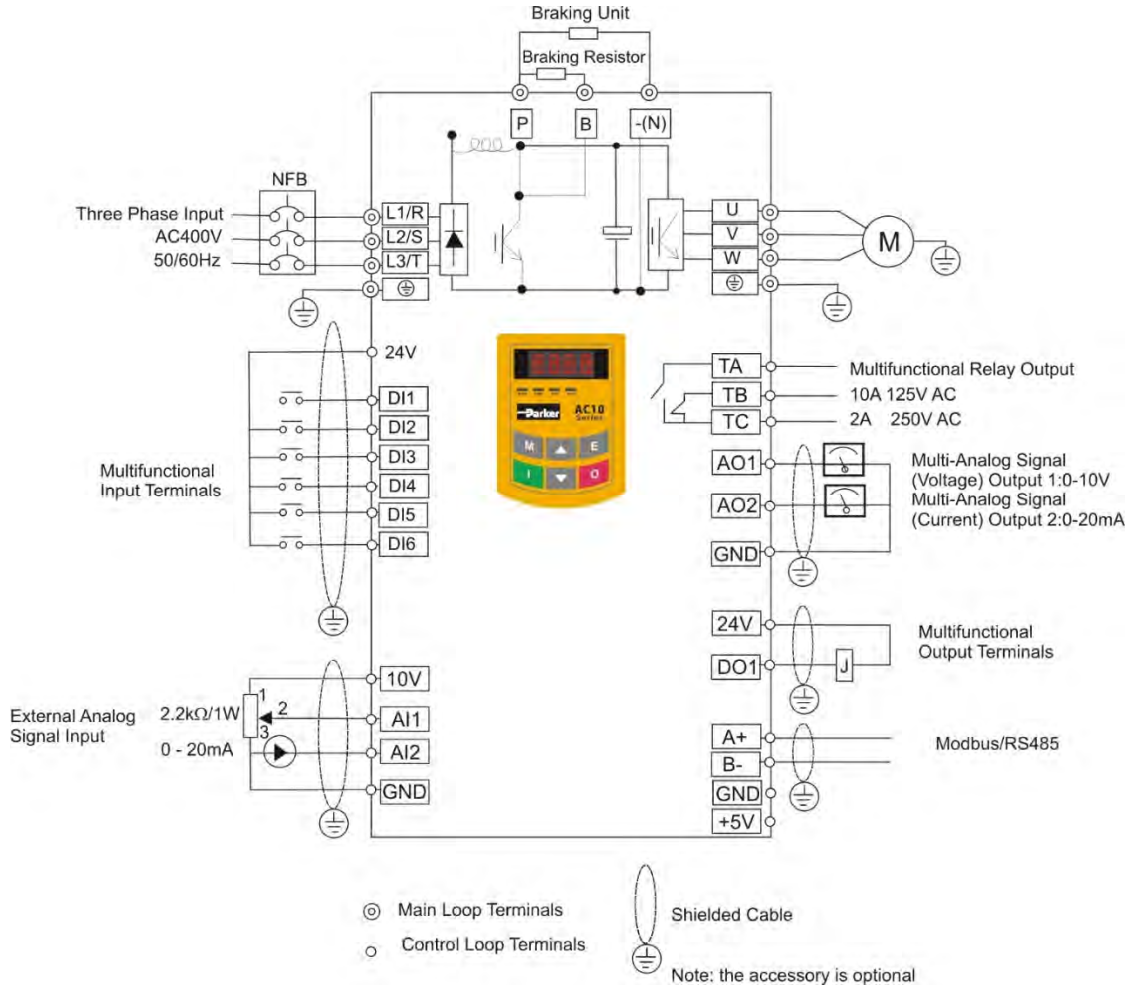 Braking Unit
Braking Resistor
P
B
-(N)
NFB
Three Phase Input
AC400V
50/60Hz
L1/R
L2/S
L3/T
U
V
W
M
24V
DI1
DI2
DI3
DI4
DI5
DI6
Multifunctional
Input Terminals
Parker
AC10
Series
M
E
I
O
TA
TB
TC
Multifunctional Relay Output
10A 125V AC
2A 250V AC
AO1
AO2
GND
Multi-Analog Signal
(Voltage) Output 1:0-10V
Multi-Analog Signal
(Current) Output 2:0-20mA
24V
DO1
J
Multifunctional
Output Terminals
External Analog
Signal Input
2.2kΩ/1W
0 - 20mA
1
2
3
10V
AI1
AI2
GND
A+
B-
GND
+5V
Modbus/RS485
Main Loop Terminals
Control Loop Terminals
Shielded Cable
Note: the accessory is optional